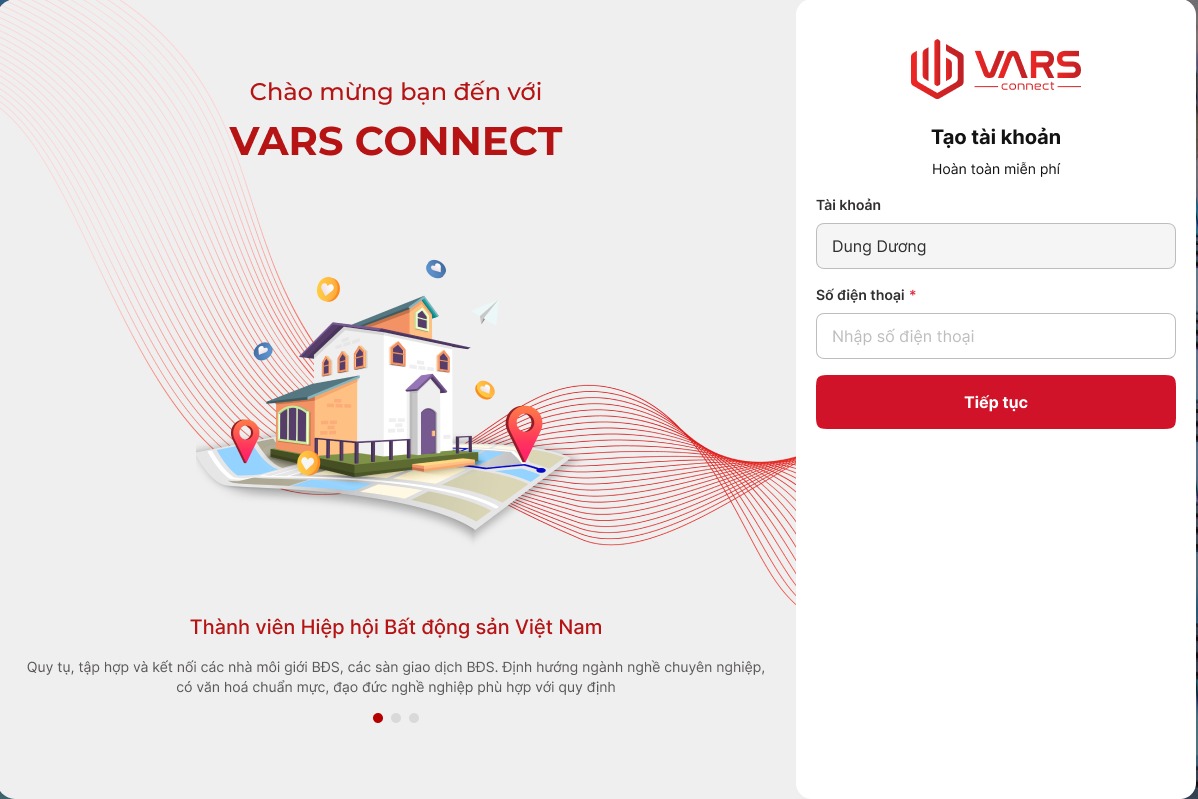 Chào mừng bạn đến với
VARS CONNECT
Thành viên Hiệp hội Bất động sản Việt Nam
Quy tụ, tập hợp và kết nối các nhà môi giới BĐS, các sàn giao dịch BĐS. Định hướng ngành nghề chuyên nghiệp,
có văn hoá chuẩn mực, đạo đức nghề nghiệp phù hợp với quy định
VARS
connect
Tạo tài khoản
Hoàn toàn miễn phí
Tài khoản
Dung Dương
Số điện thoại *
Nhập số điện thoại
Tiếp tục